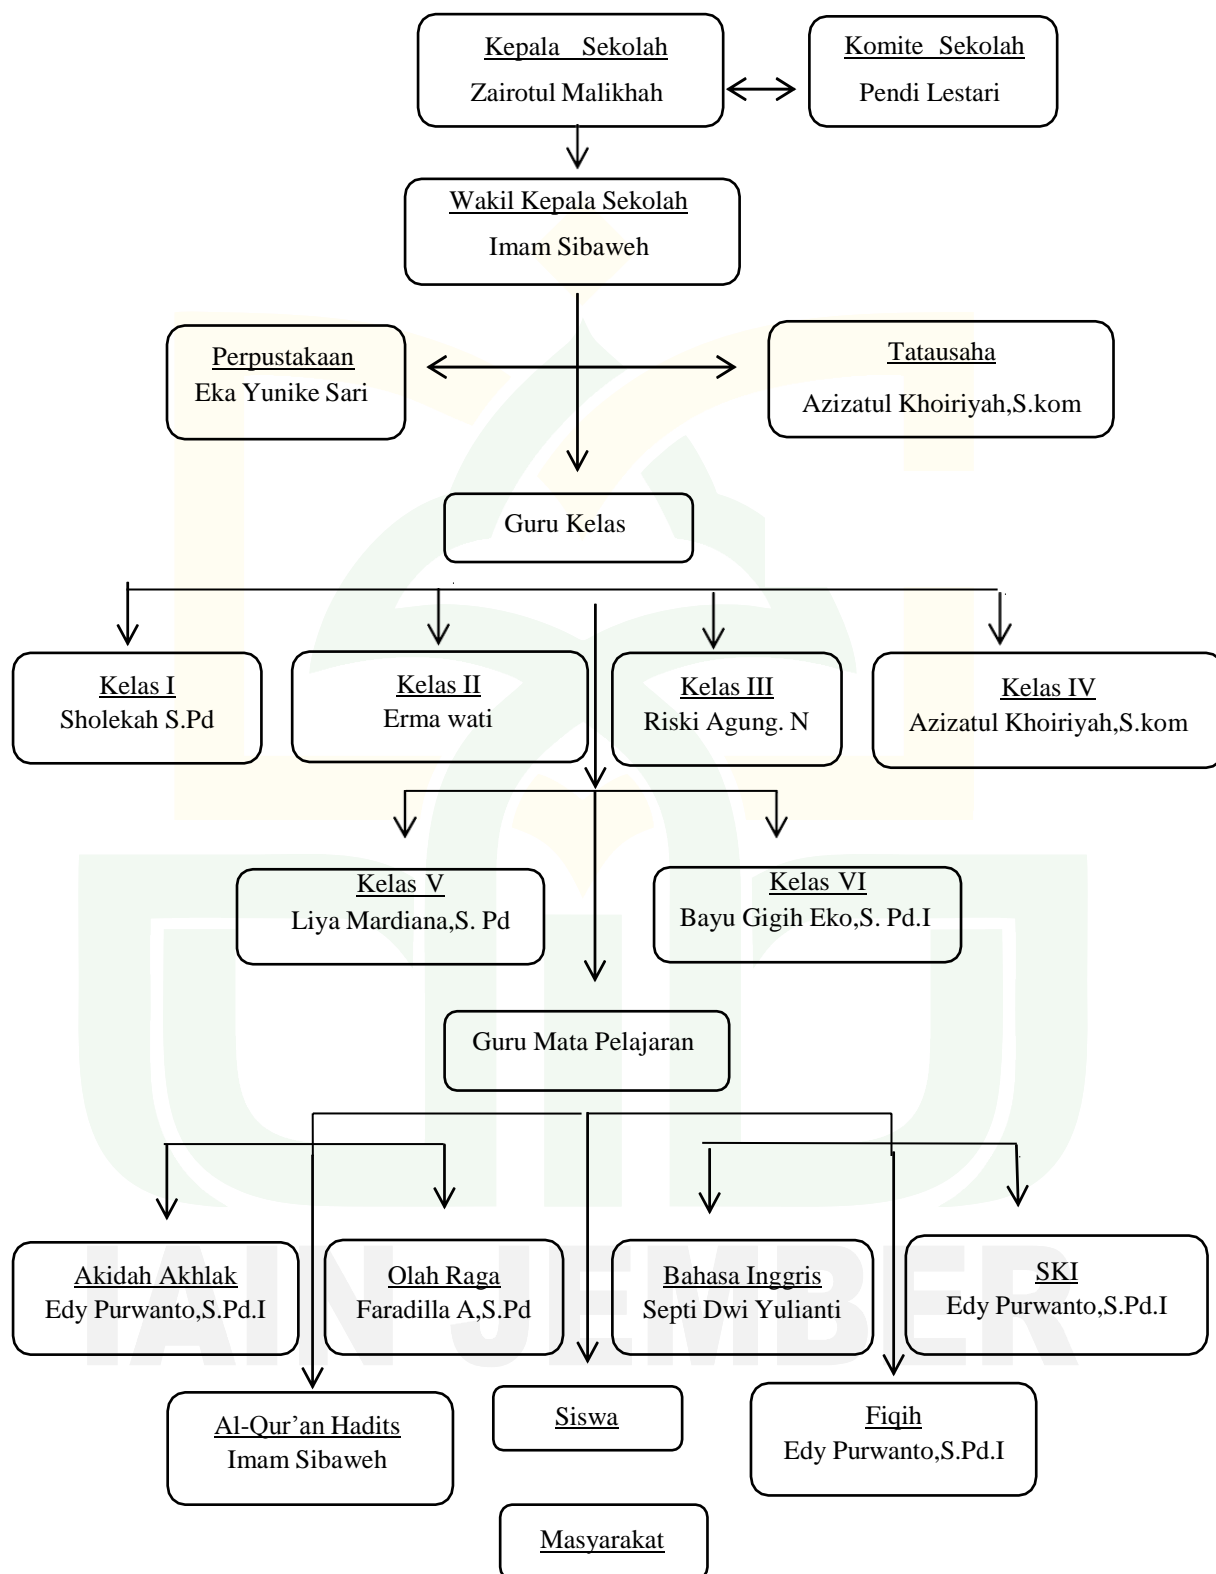 Kepala Sekolah
Zairotul Malikhah
Komite Sekolah
Pendi Lestari
Wakil Kepala Sekolah
Imam Sibaweh
Perpustakaan
Eka Yunike Sari
Tatausaha
Azizatul Khoiriyah,S.kom
Guru Kelas
Kelas I
Sholekah S.Pd
Kelas II
Erma wati
Kelas III
Riski Agung. N
Kelas IV
Azizatul Khoiriyah,S.kom
Kelas V
Liya Mardiana,S. Pd
Kelas VI
Bayu Gigih Eko,S. Pd.I
Guru Mata Pelajaran
Akidah Akhlak
Edy Purwanto,S.Pd.I
Olah Raga
Faradilla A,S.Pd
Bahasa Inggris
Septi Dwi Yulianti
SKI
Edy Purwanto,S.Pd.I
IAIN JEMBER
Al-Qur’an Hadits
Imam Sibaweh
Siswa
Fiqih
Edy Purwanto,S.Pd.I
Masyarakat